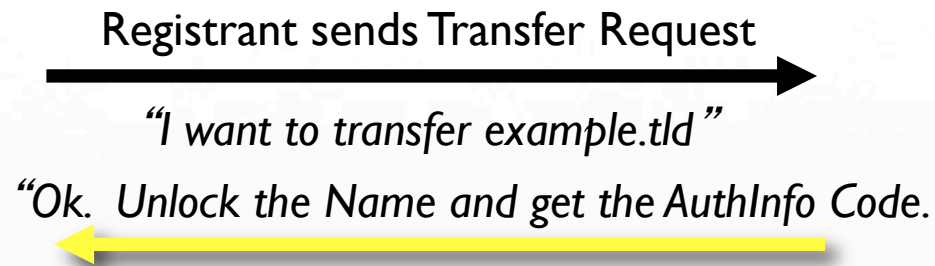 Registrant sends Transfer Request
“I want to transfer example.tld”
“Ok. Unlock the Name and get the AuthInfo Code.